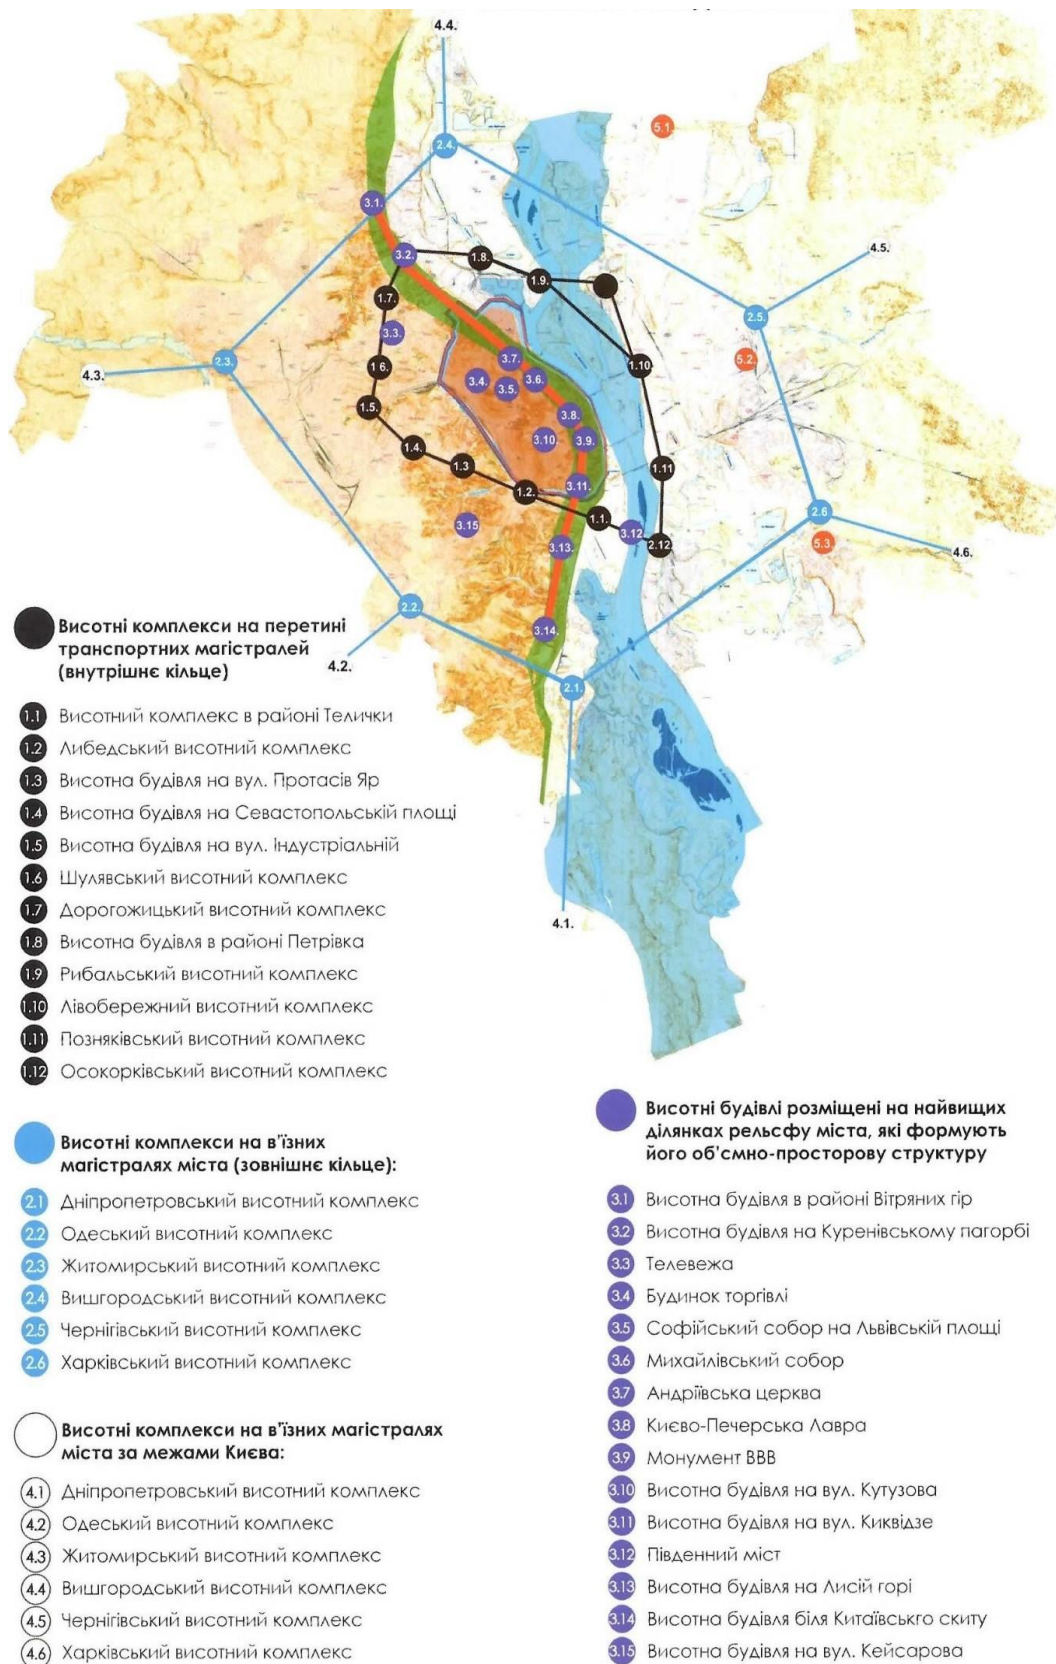 4.4.
5.1.
2.4.
3.1.
4.5.
3.2.
1.8.
1.9.
1.7.
2.5.
3.3.
5.2.
2.3.
3.7.
1 6.
1.10.
4.3.
3.4.
3.6.
3.5.
1.5.
3.8.
3.10.
3.9.
1.4.
1.3
1.11
3.11.
1.2.
2.6
1.1.
3.15
3.12.
5.3.
3.13.
2.12.
4.6.
2.2.
3.14.
4.2.
2.1.
4.1.
Висотні комплекси на перетині
транспортних магістралей
(внутрішнє кільце)
1.1 Висотний комплекс в районі Телички
1.2 Либедський висотний комплекс
1.3 Висотна будівля на вул. Протасів Яр
1.4 Висотна будівля на Севастопольській площі
1.5 Висотна будівля на вул. Індустріальній
1.6 Шулявський висотний комплекс
1.7 Дорогожицький висотний комплекс
1.8 Висотна будівля в районі Петрівка
1.9 Рибальський висотний комплекс
1.10 Лівобережний висотний комплекс
1.11 Позняківський висотний комплекс
1.12 Осокорківський висотний комплекс
Висотні комплекси на в'їзних
магістралях міста (зовнішнє кільце):
2.1 Дніпропетровський висотний комплекс
2.2 Одеський висотний комплекс
2.3 Житомирський висотний комплекс
2.4 Вишгородський висотний комплекс
2.5 Чернігівський висотний комплекс
2.6 Харківський висотний комплекс
Висотні комплекси на в'їзних магістралях
міста за межами Києва:
4.1 Дніпропетровський висотний комплекс
4.2 Одеський висотний комплекс
4.3 Житомирський висотний комплекс
4.4 Вишгородський висотний комплекс
4.5 Чернігівський висотний комплекс
4.6 Харківський висотний комплекс
Висотні будівлі розміщені на найвищих
ділянках рельєфу міста, які формують
його об'ємно-просторову структуру
3.1 Висотна будівля в районі Вітряних гір
3.2 Висотна будівля на Куренівському пагорбі
3.3 Телевежа
3.4 Будинок торгівлі
3.5 Софійський собор на Львівській площі
3.6 Михайлівський собор
3.7 Андріївська церква
3.8 Києво-Печерська Лавра
3.9 Монумент ВВВ
3.10 Висотна будівля на вул. Кутузова
3.11 Висотна будівля на вул. Киквідзе
3.12 Південний міст
3.13 Висотна будівля на Лисій горі
3.14 Висотна будівля біля Китаївськго скиту
3.15 Висотна будівля на вул. Кейсарова